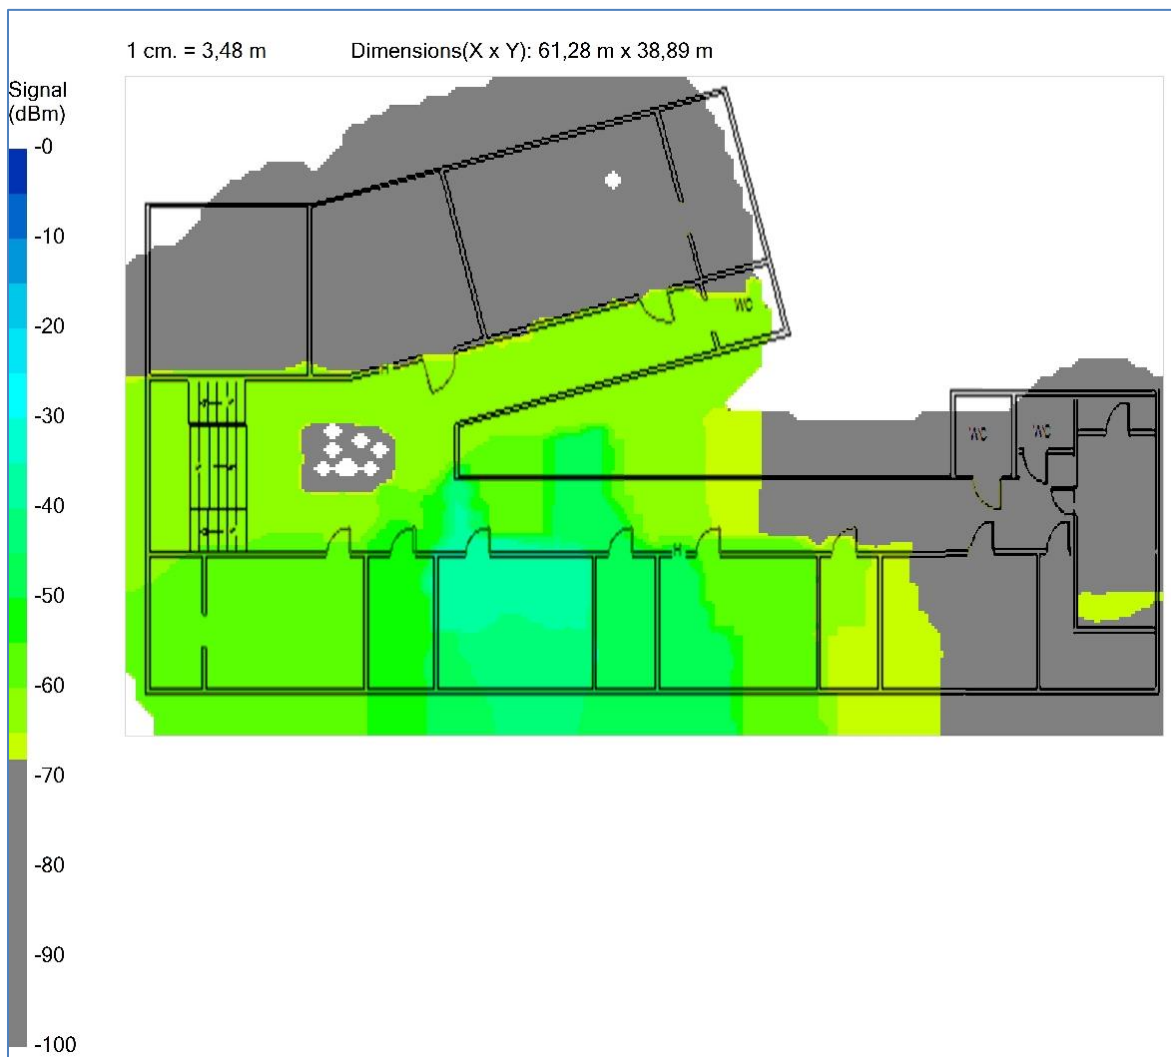 1 cm. = 3,48 m Dimensions(X x Y): 61,28 m x 38,89 m
Signal
(dBm)
-0
-10
-20
-30
-40
-50
-60
-70
-80
-90
-100
WC
WC
WC
H
H